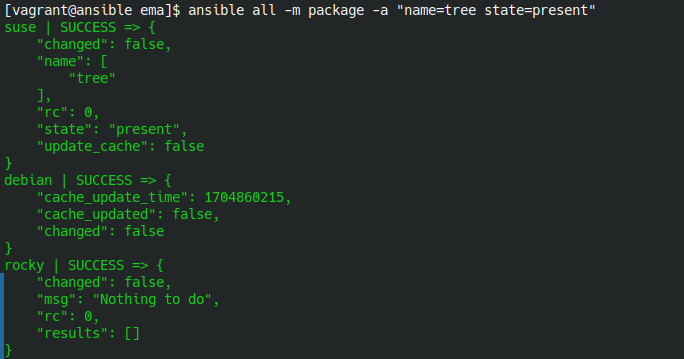 [vagrant@ansible ema]$ ansible all -m package -a "name=tree state=present"
suse | SUCCESS => {
    "changed": false,
    "name": [
        "tree"
    ],
    "rc": 0,
    "state": "present",
    "update_cache": false
}
debian | SUCCESS => {
    "cache_update_time": 1704860215,
    "cache_updated": false,
    "changed": false
}
rocky | SUCCESS => {
    "changed": false,
    "msg": "Nothing to do",
    "rc": 0,
    "results": []
}